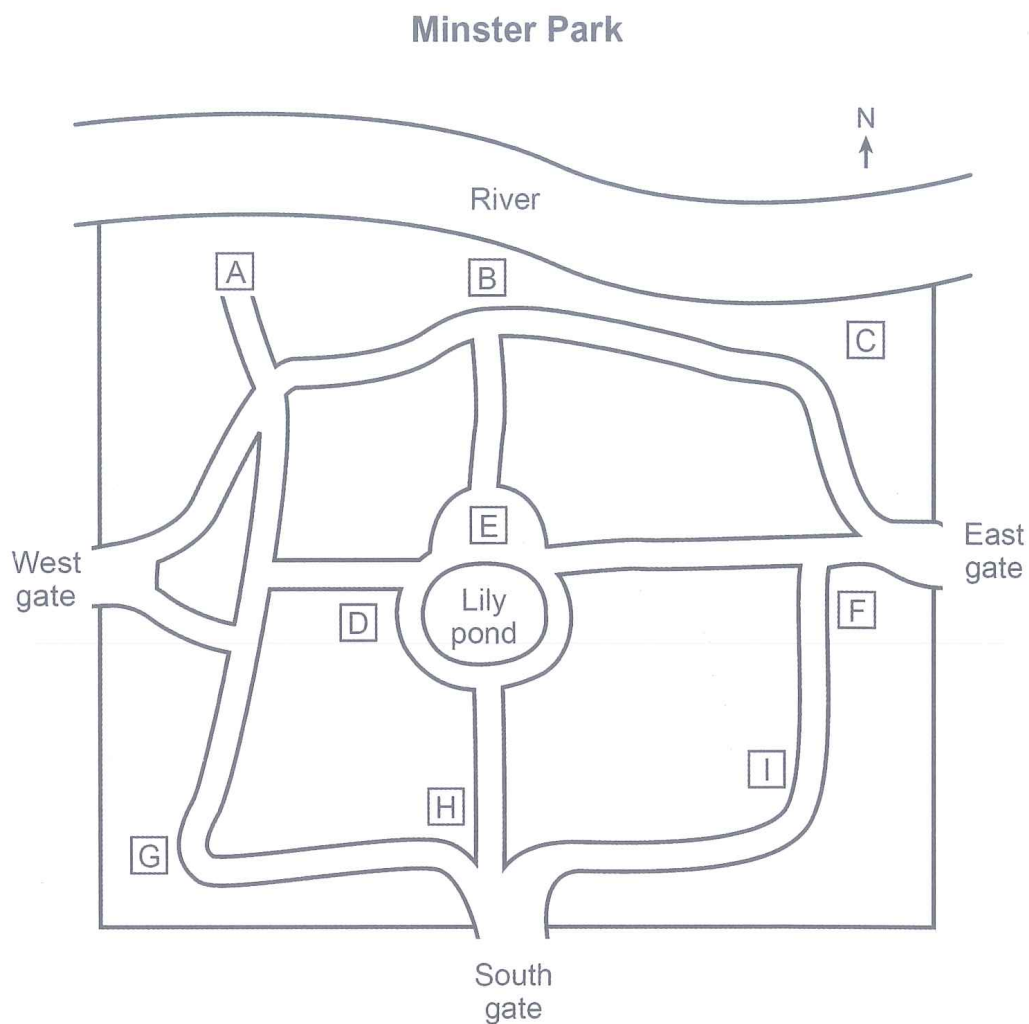 Minster Park
N
River
A
B
C
E
West
gate
East
gate
Lily
pond
D
F
I
H
G
South
gate